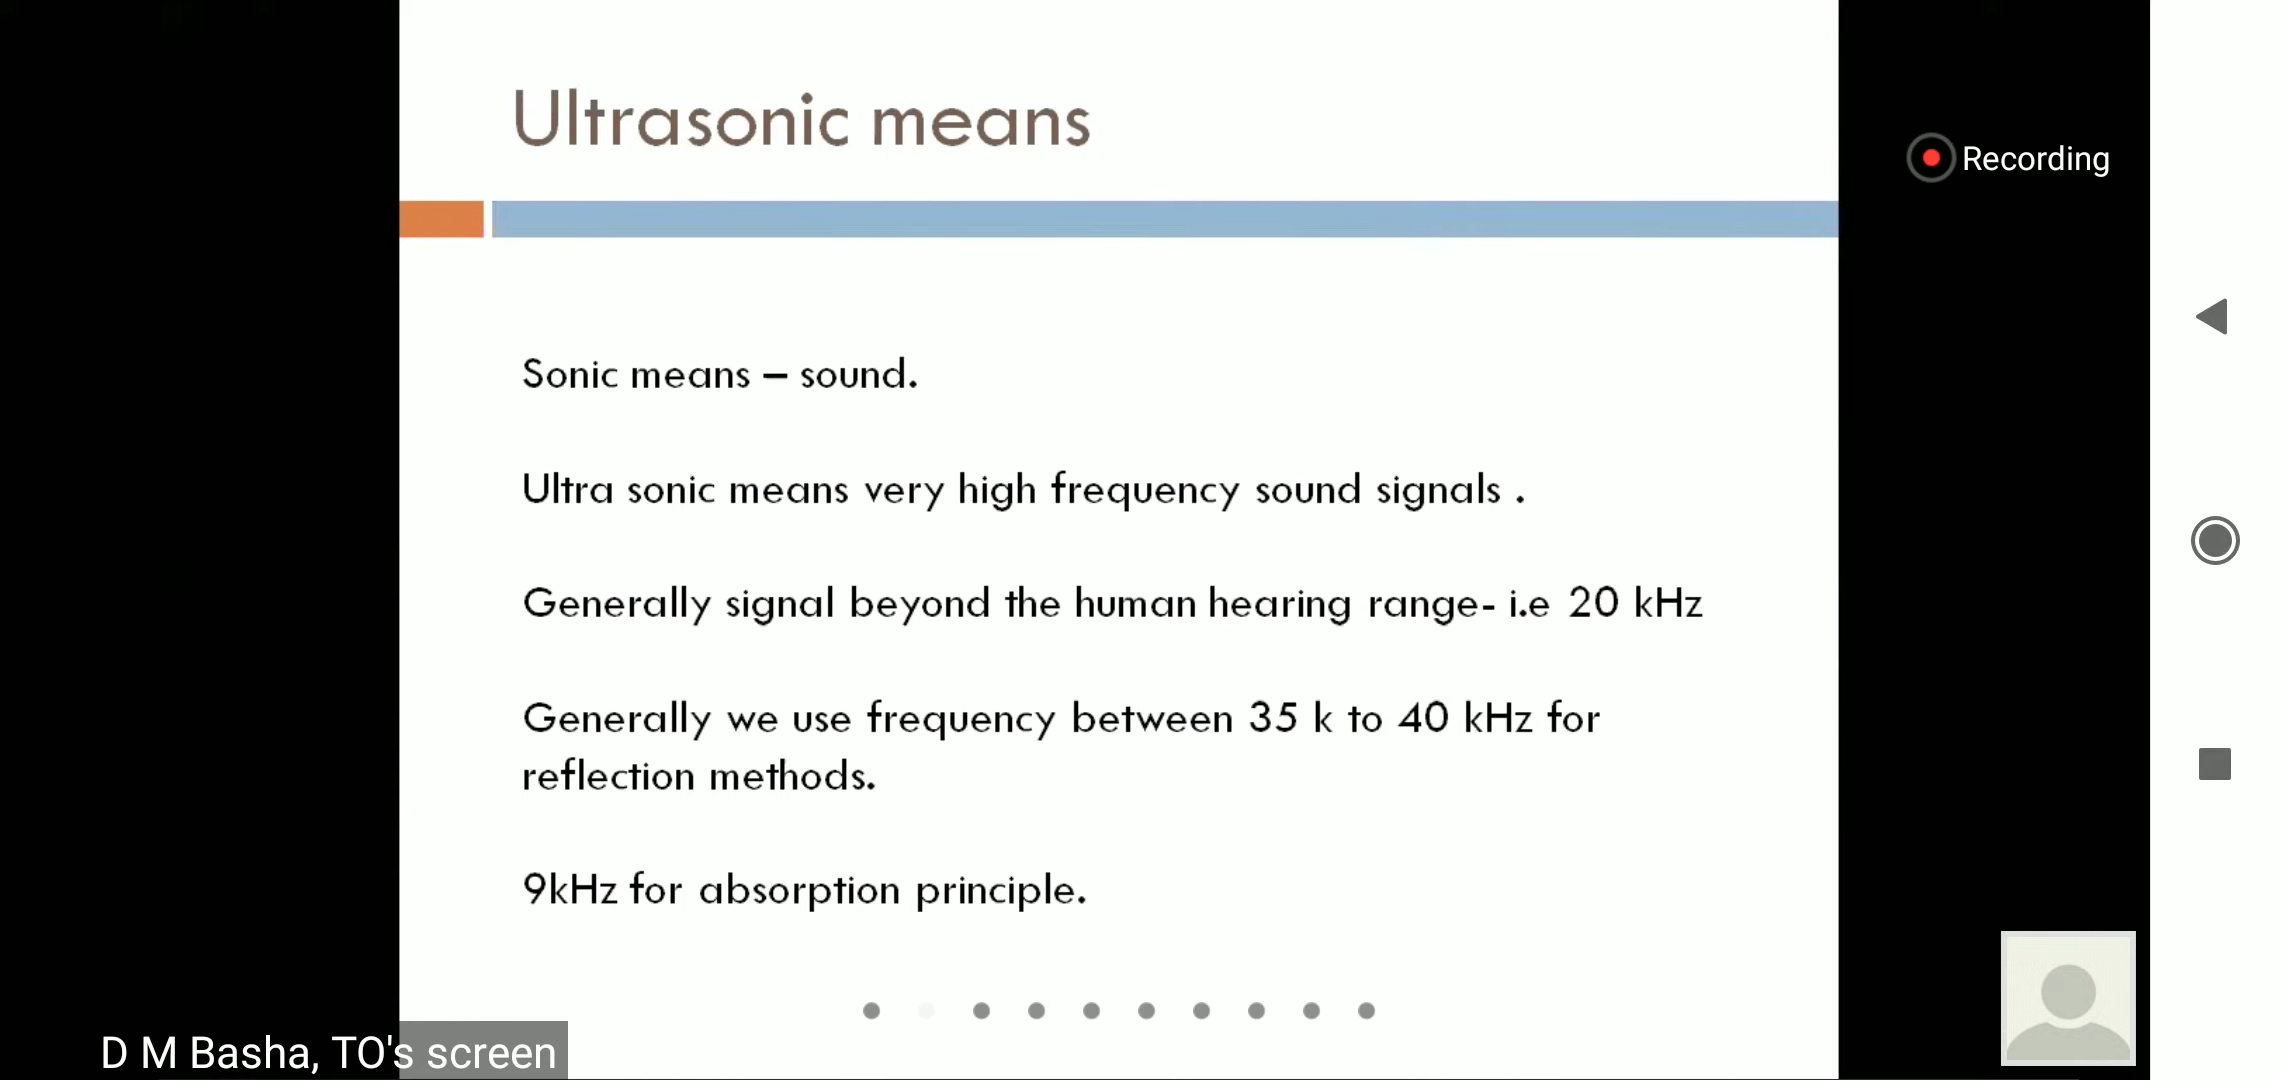 Ultrasonic means
Recording
Sonic means – sound.
Ultra sonic means very high frequency sound signals .
Generally signal beyond the human hearing range- i.e 20 kHz
Generally we use frequency between 35 k to 40 kHz for
reflection methods.
9kHz for absorption principle.
D M Basha, TO's screen